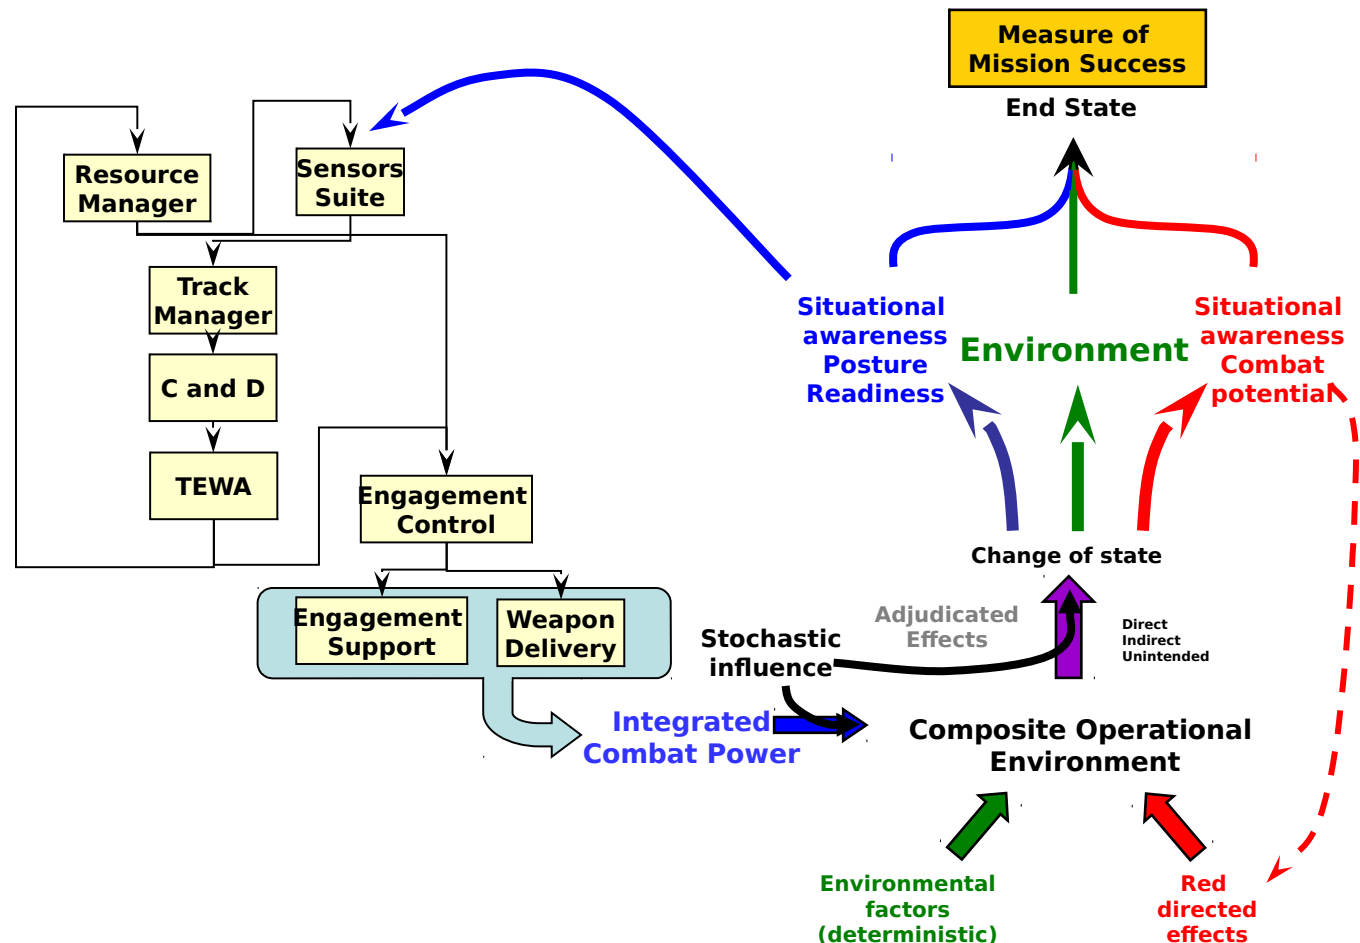 Measure of
Mission Success
End State
Resource
Manager
Sensors
Suite
Track
Manager
C and D
TEWA
Engagement
Control
Engagement
Support
Weapon
Delivery
Situational
awareness
Posture
Readiness
Environment
Situational
awareness
Combat
potential
Change of state
Adjudicated
Effects
Direct
Indirect
Unintended
Stochastic
influence
Integrated
Combat Power
Composite Operational
Environment
Environmental
factors
(deterministic)
Red
directed
effects